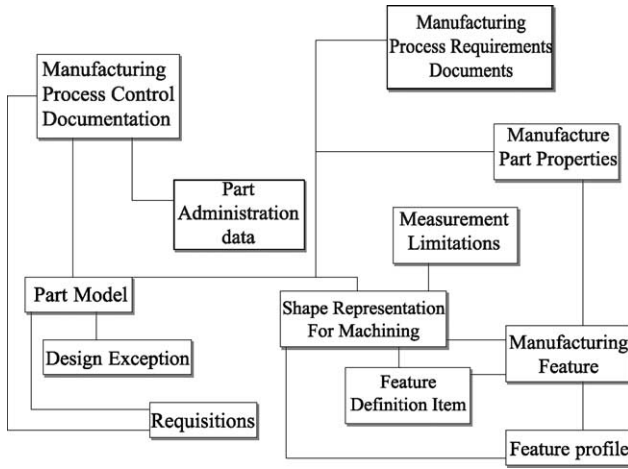 Manufacturing
Process Requirements
Documents
Manufacturing
Process Control
Documentation
Manufacture
Part Properties
Part
Administration
data
Measurement
Limitations
Part Model
Shape Representation
For Machining
Design Exception
Manufacturing
Feature
Feature
Definition Item
Requisitions
Feature profile